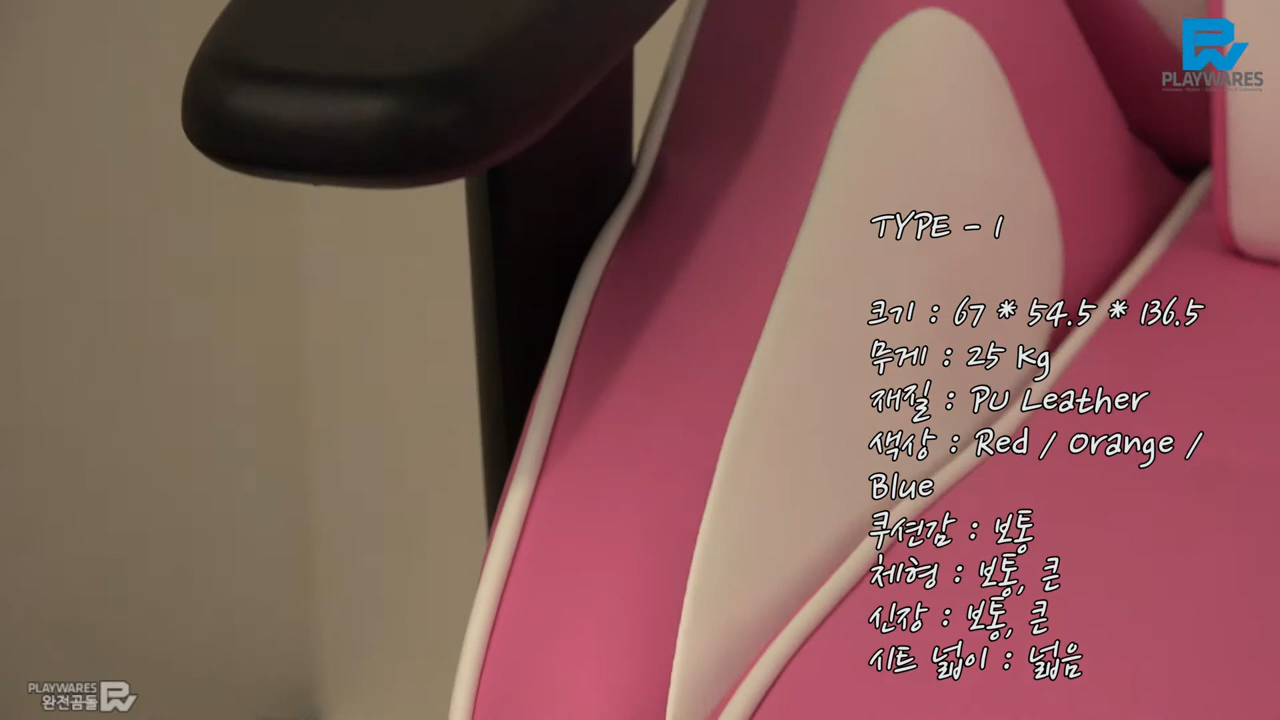 PLAYWARES
TYPE - 1
크기 : 67 * 54.5 * 136.5
무게 : 25 Kg
재질 : PU Leather
색상 : Red / Orange /
Blue
쿠션감 : 보통
체형 : 보통, 큰
신장 : 보통, 큰
시트 넓이 : 넓음
PLAYWARES
완전곰돌